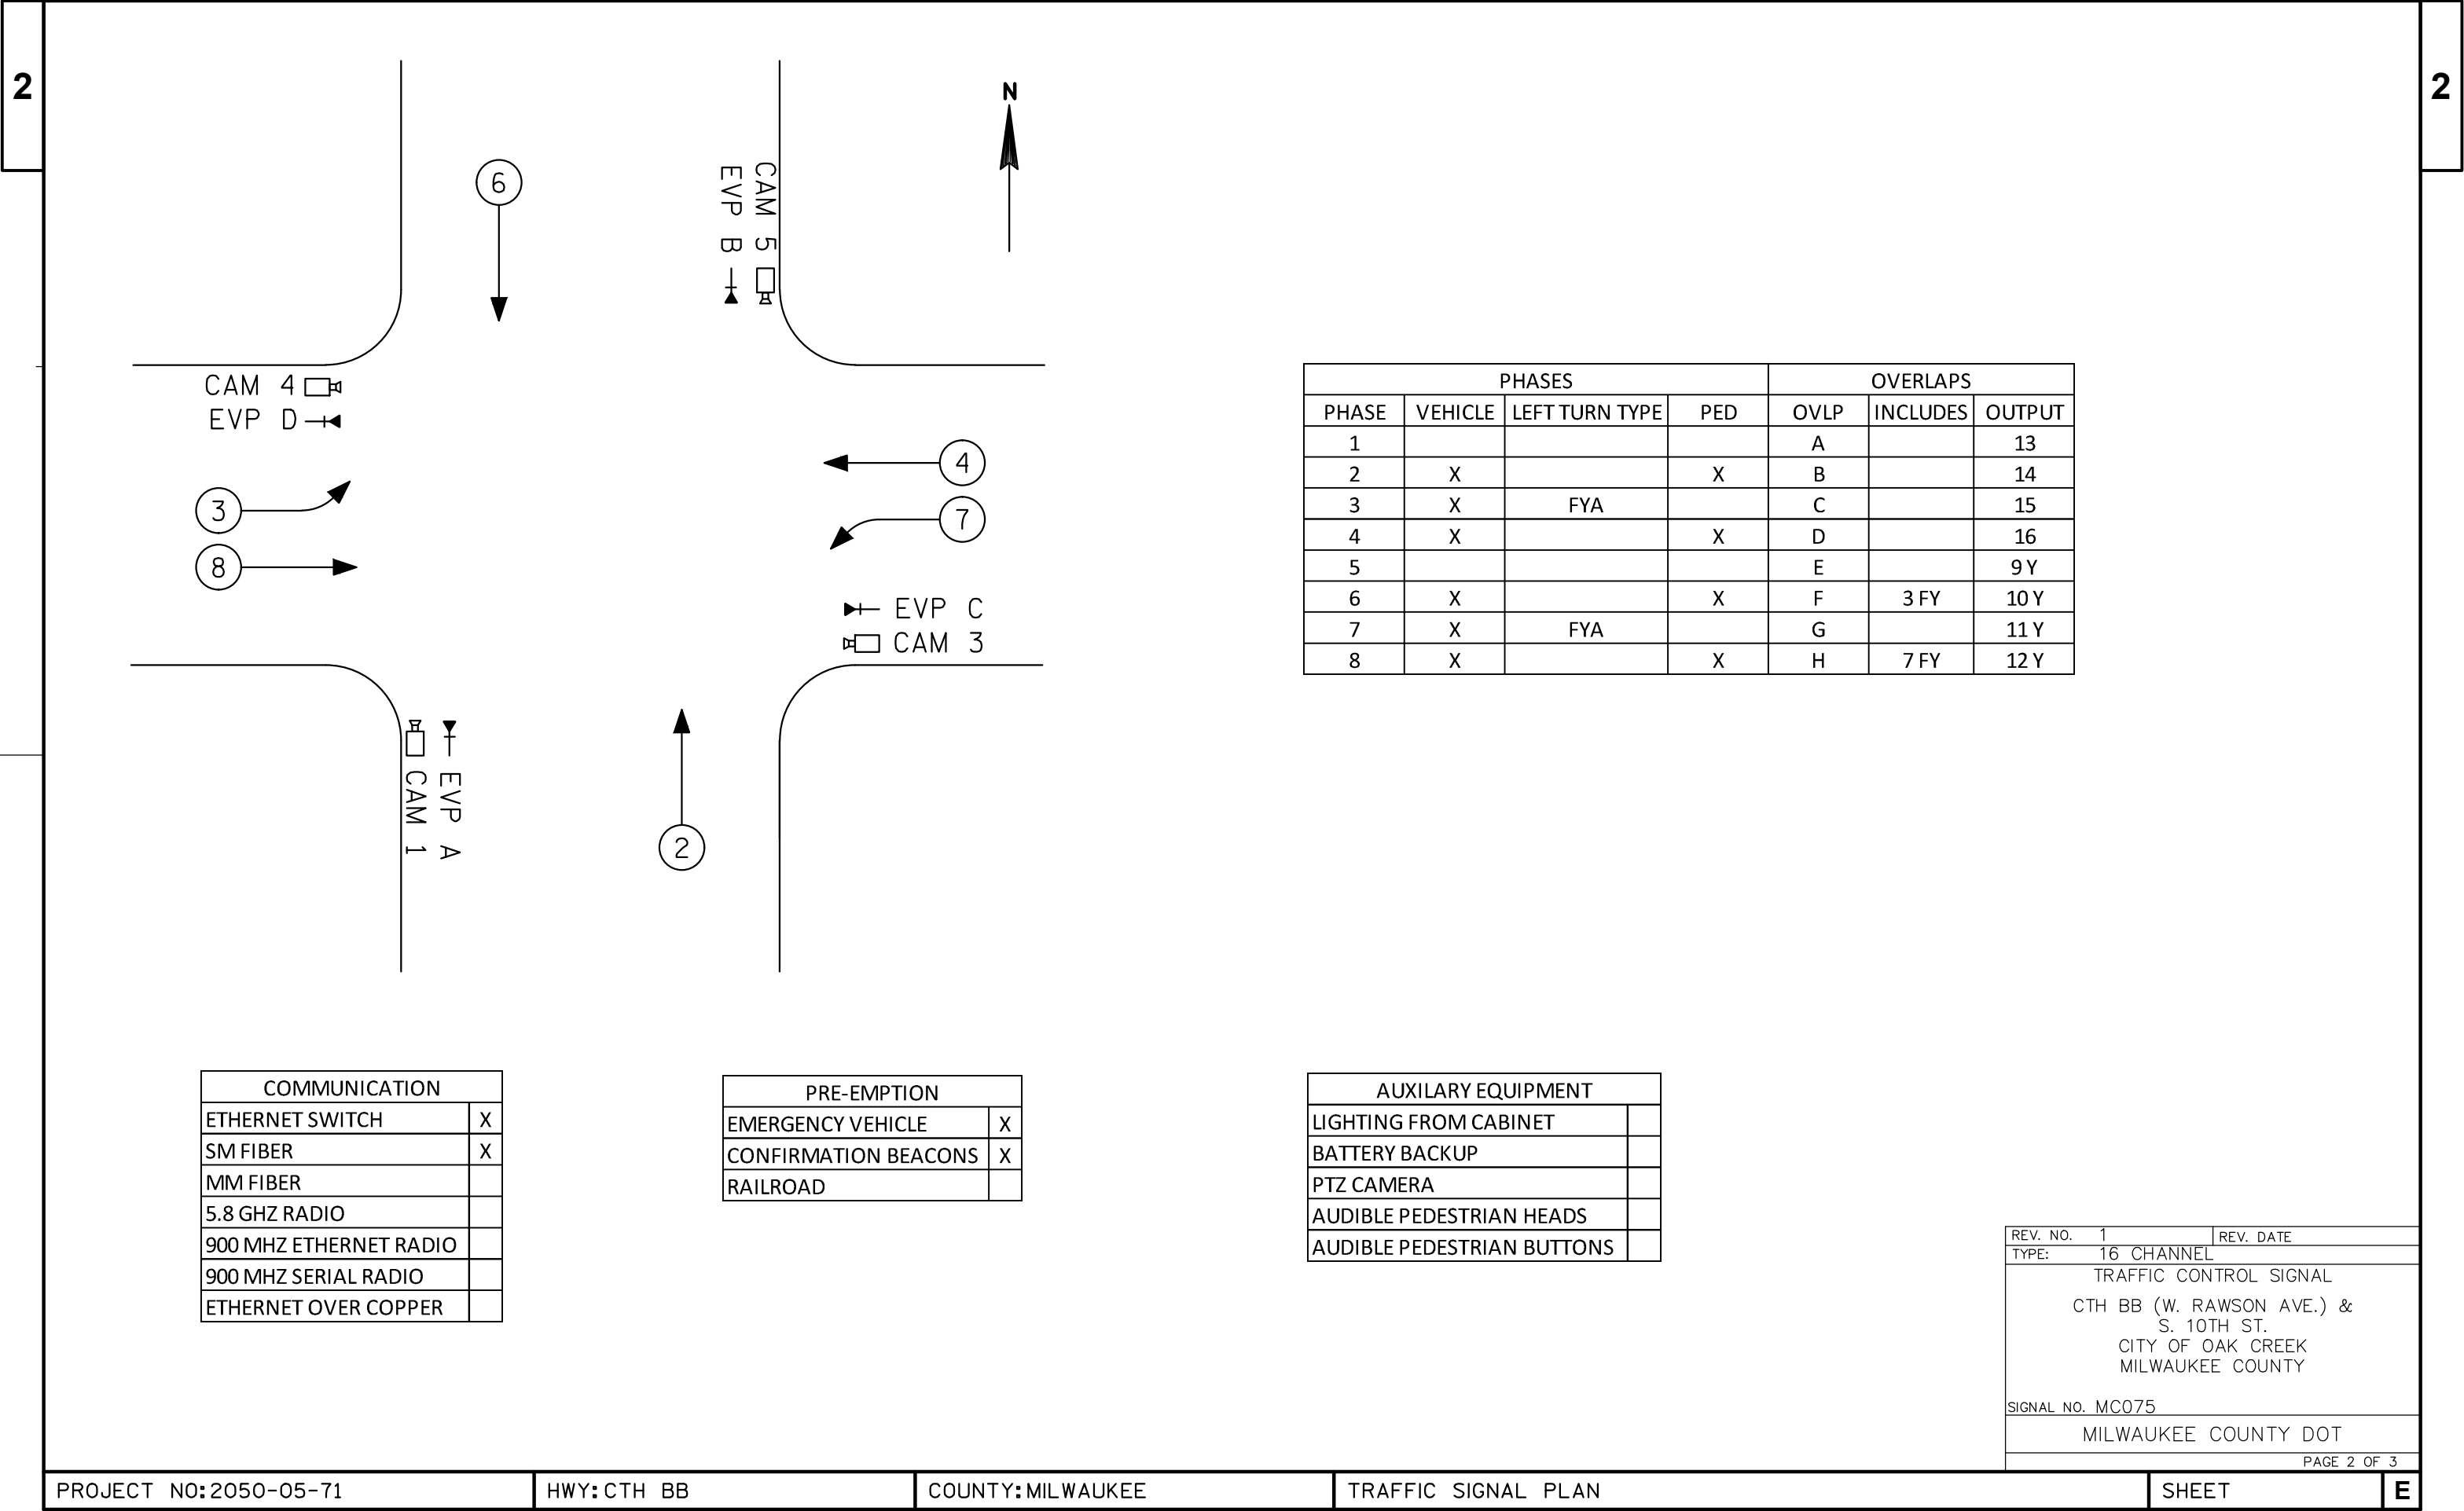 2
2
N
6
CAM 5
EVP B
CAM 4
EVP D
4
3
7
8
EVP C
CAM 3
EVP A
CAM 1
2
PHASES OVERLAPS
PHASE VEHICLE LEFT TURN TYPE PED OVLP INCLUDES OUTPUT
1 A 13
2 X X B 14
3 X FYA C 15
4 X X D 16
5 E 9 Y
6 X X F 3 FY 10 Y
7 X FYA G 11 Y
8 X X H 7 FY 12 Y
COMMUNICATION
ETHERNET SWITCH X
SM FIBER X
MM FIBER
5.8 GHZ RADIO
900 MHZ ETHERNET RADIO
900 MHZ SERIAL RADIO
ETHERNET OVER COPPER
PRE-EMPTION
EMERGENCY VEHICLE X
CONFIRMATION BEACONS X
RAILROAD
AUXILARY EQUIPMENT
LIGHTING FROM CABINET
BATTERY BACKUP
PTZ CAMERA
AUDIBLE PEDESTRIAN HEADS
AUDIBLE PEDESTRIAN BUTTONS
REV. NO. 1 REV. DATE
TYPE: 16 CHANNEL
TRAFFIC CONTROL SIGNAL
CTH BB (W. RAWSON AVE.) &
S. 10TH ST.
CITY OF OAK CREEK
MILWAUKEE COUNTY
SIGNAL NO. MC075
MILWAUKEE COUNTY DOT
PAGE 2 OF 3
PROJECT NO:2050-05-71 HWY:CTH BB COUNTY:MILWAUKEE TRAFFIC SIGNAL PLAN SHEET E